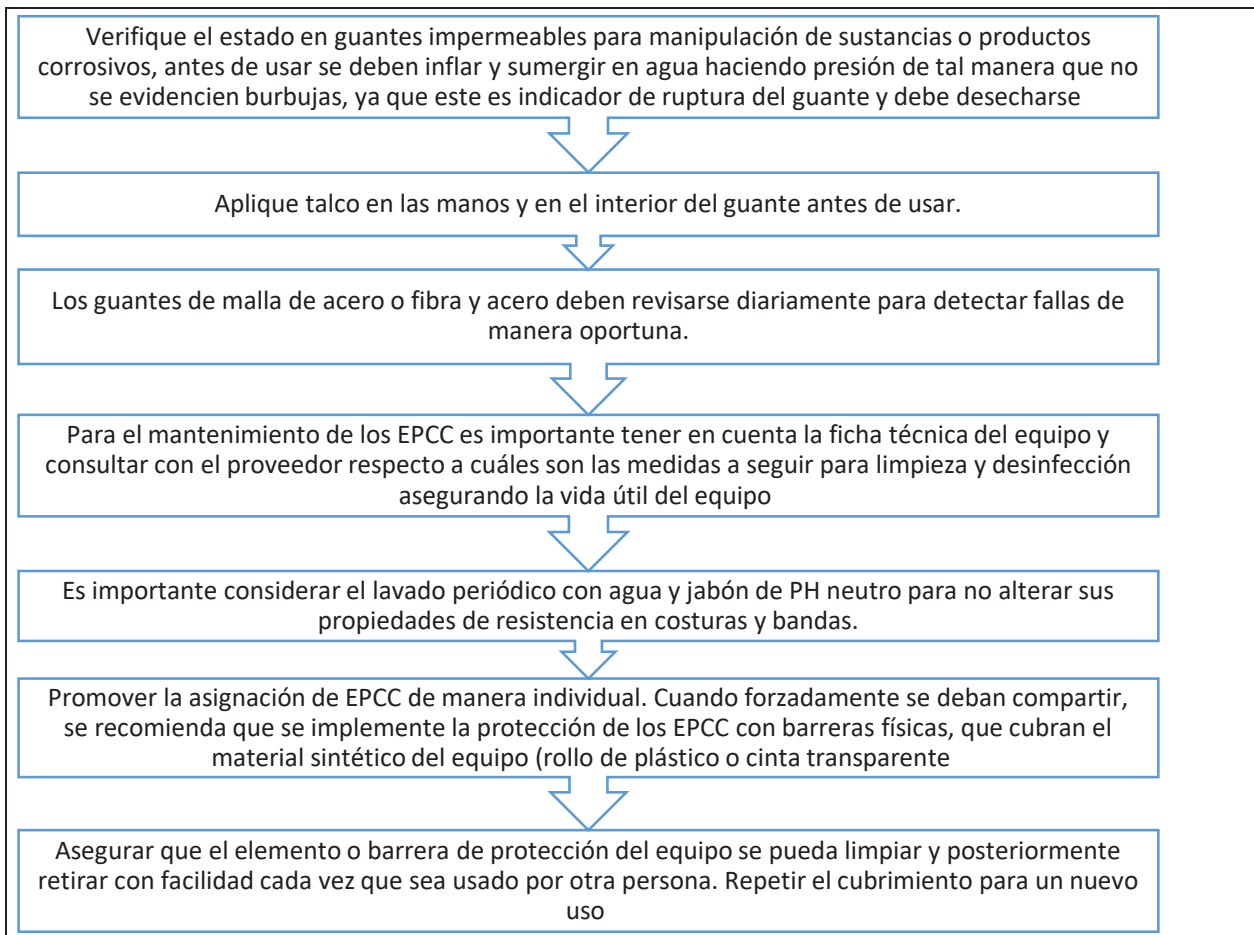 Verifique el estado en guantes impermeables para manipulación de sustancias o productos
corrosivos, antes de usar se deben inflar y sumergir en agua haciendo presión de tal manera que no
se evidencien burbujas, ya que este es indicador de ruptura del guante y debe desecharse
Aplique talco en las manos y en el interior del guante antes de usar.
Los guantes de malla de acero o fibra y acero deben revisarse diariamente para detectar fallas de
manera oportuna.
Para el mantenimiento de los EPCC es importante tener en cuenta la ficha técnica del equipo y
consultar con el proveedor respecto a cuáles son las medidas a seguir para limpieza y desinfección
asegurando la vida útil del equipo
Es importante considerar el lavado periódico con agua y jabón de PH neutro para no alterar sus
propiedades de resistencia en costuras y bandas.
Promover la asignación de EPCC de manera individual. Cuando forzadamente se deban compartir,
se recomienda que se implemente la protección de los EPCC con barreras físicas, que cubran el
material sintético del equipo (rollo de plástico o cinta transparente
Asegurar que el elemento o barrera de protección del equipo se pueda limpiar y posteriormente
retirar con facilidad cada vez que sea usado por otra persona. Repetir el cubrimiento para un nuevo
uso